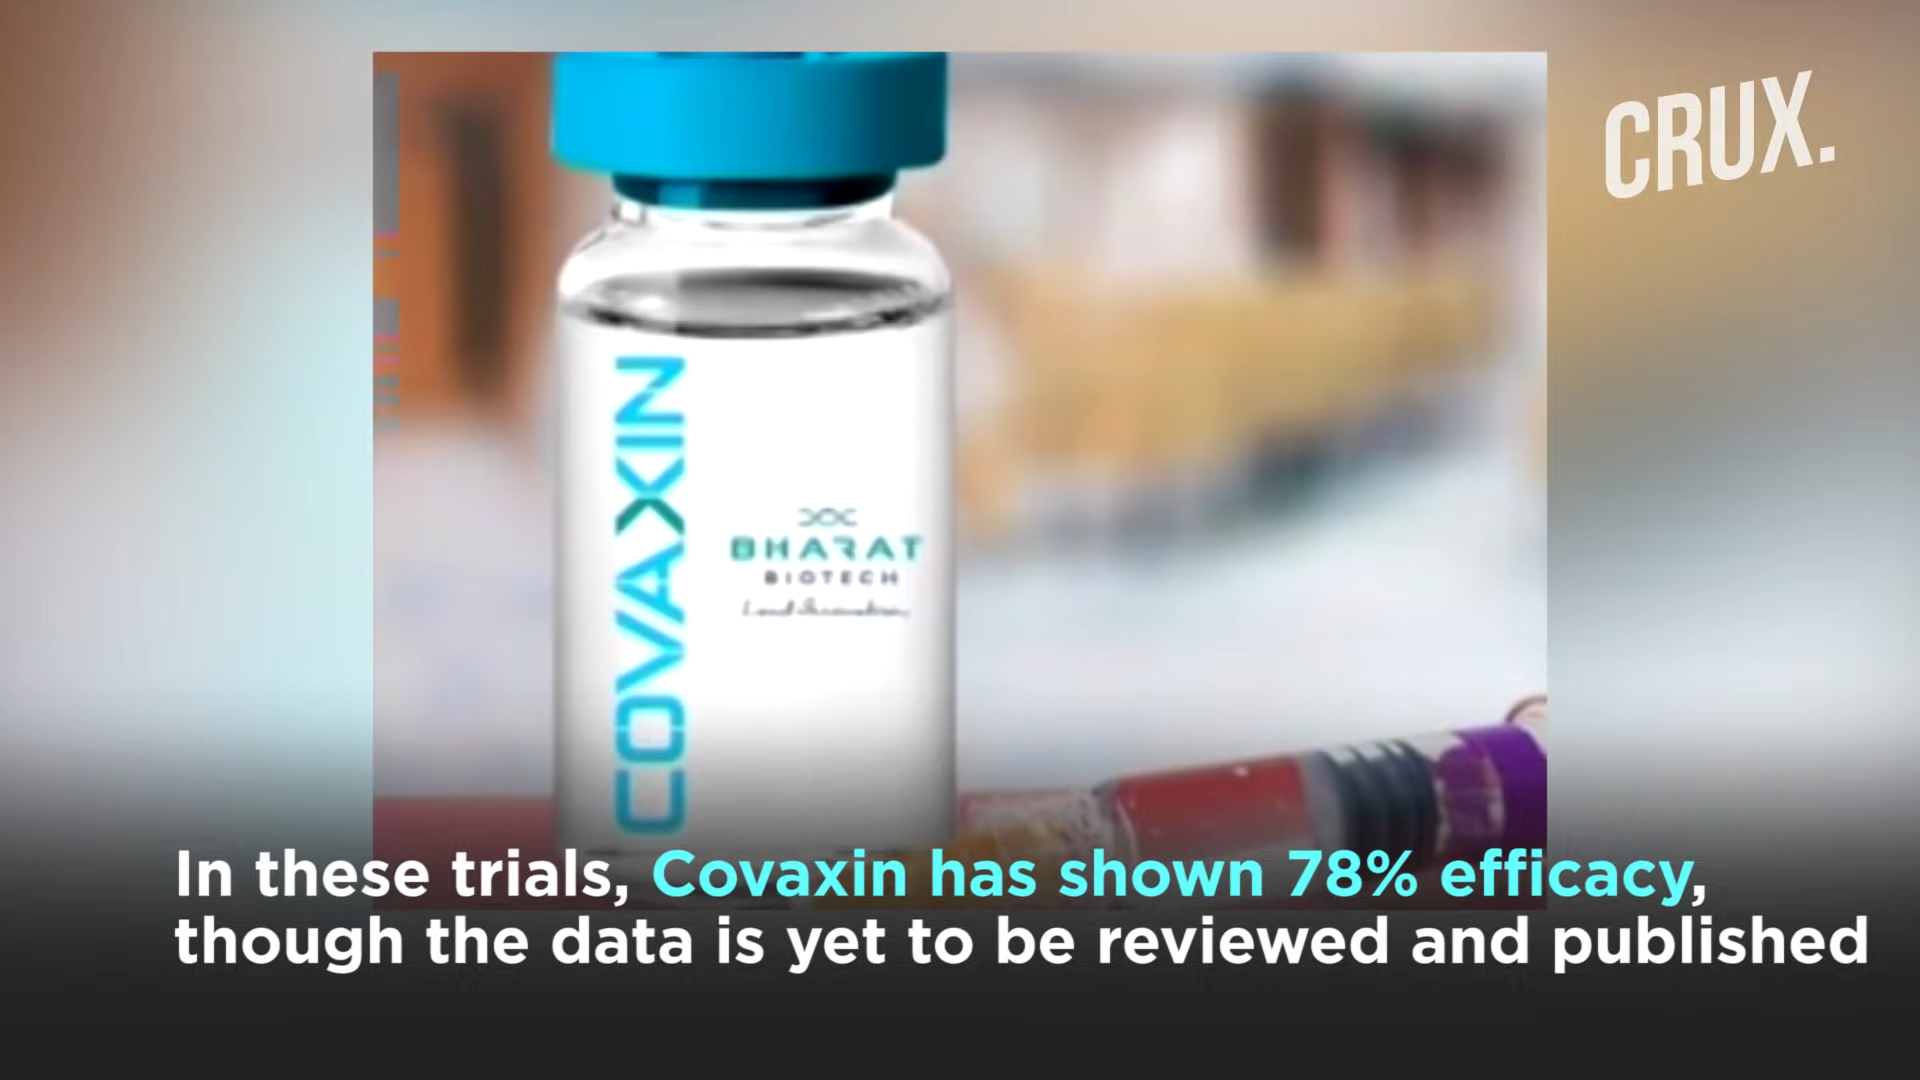 CRUX.
COVAXIN
BHARAT
BIOTECH
In these trials, Covaxin has shown 78% efficacy,
though the data is yet to be reviewed and published